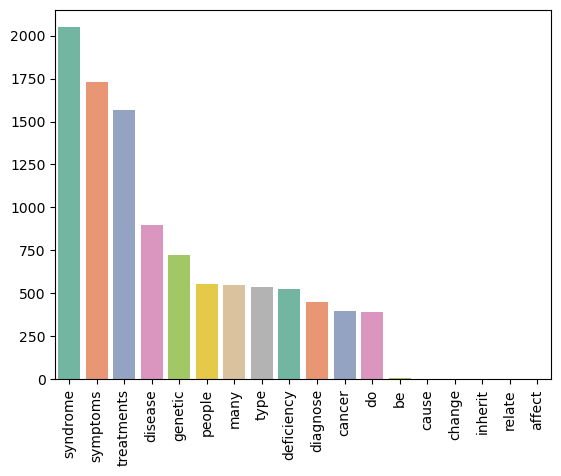 2000
1750
1500
1250
1000
750
500
250
0
syndrome
symptoms
treatments
disease
genetic
people
many
type
deficiency
diagnose
cancer
do
be
cause
change
inherit
relate
affect